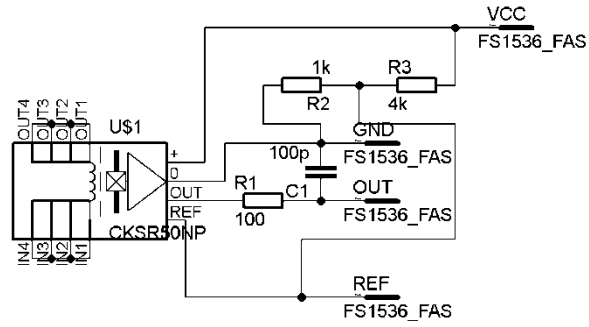 VCC
FS1536_FAS
1k
R3
R2
4k
OUT4
OUT3
OUT2
OUT1
U$1
GND
100p
FS1536_FAS
+
0
OUT
REF
R1
C1
100
OUT
FS1536_FAS
CKSR50NP
IN4
IN3
IN2
IN1
REF
FS1536_FAS